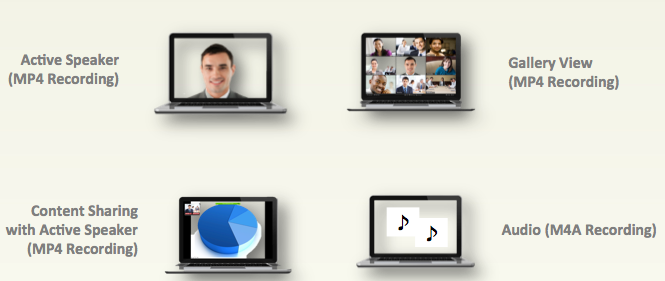 Active Speaker
(MP4 Recording)
Gallery View
(MP4 Recording)
Content Sharing
with Active Speaker
(MP4 Recording)
Audio (M4A Recording)